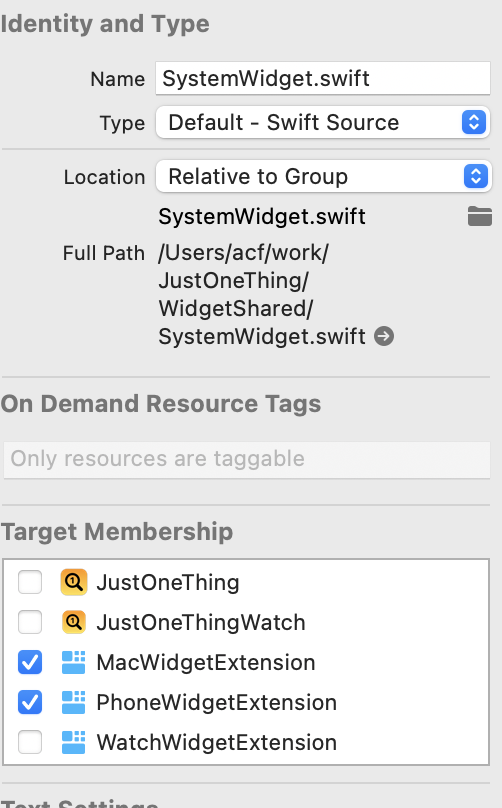 Identity and Type
Name SystemWidget.swift
Type Default - Swift Source
Location Relative to Group
SystemWidget.swift
Full Path /Users/acf/work/
JustOneThing/
WidgetShared/
SystemWidget.swift
On Demand Resource Tags
Only resources are taggable
Target Membership
JustOneThing
JustOneThingWatch
MacWidgetExtension
PhoneWidgetExtension
WatchWidgetExtension
Text Settings